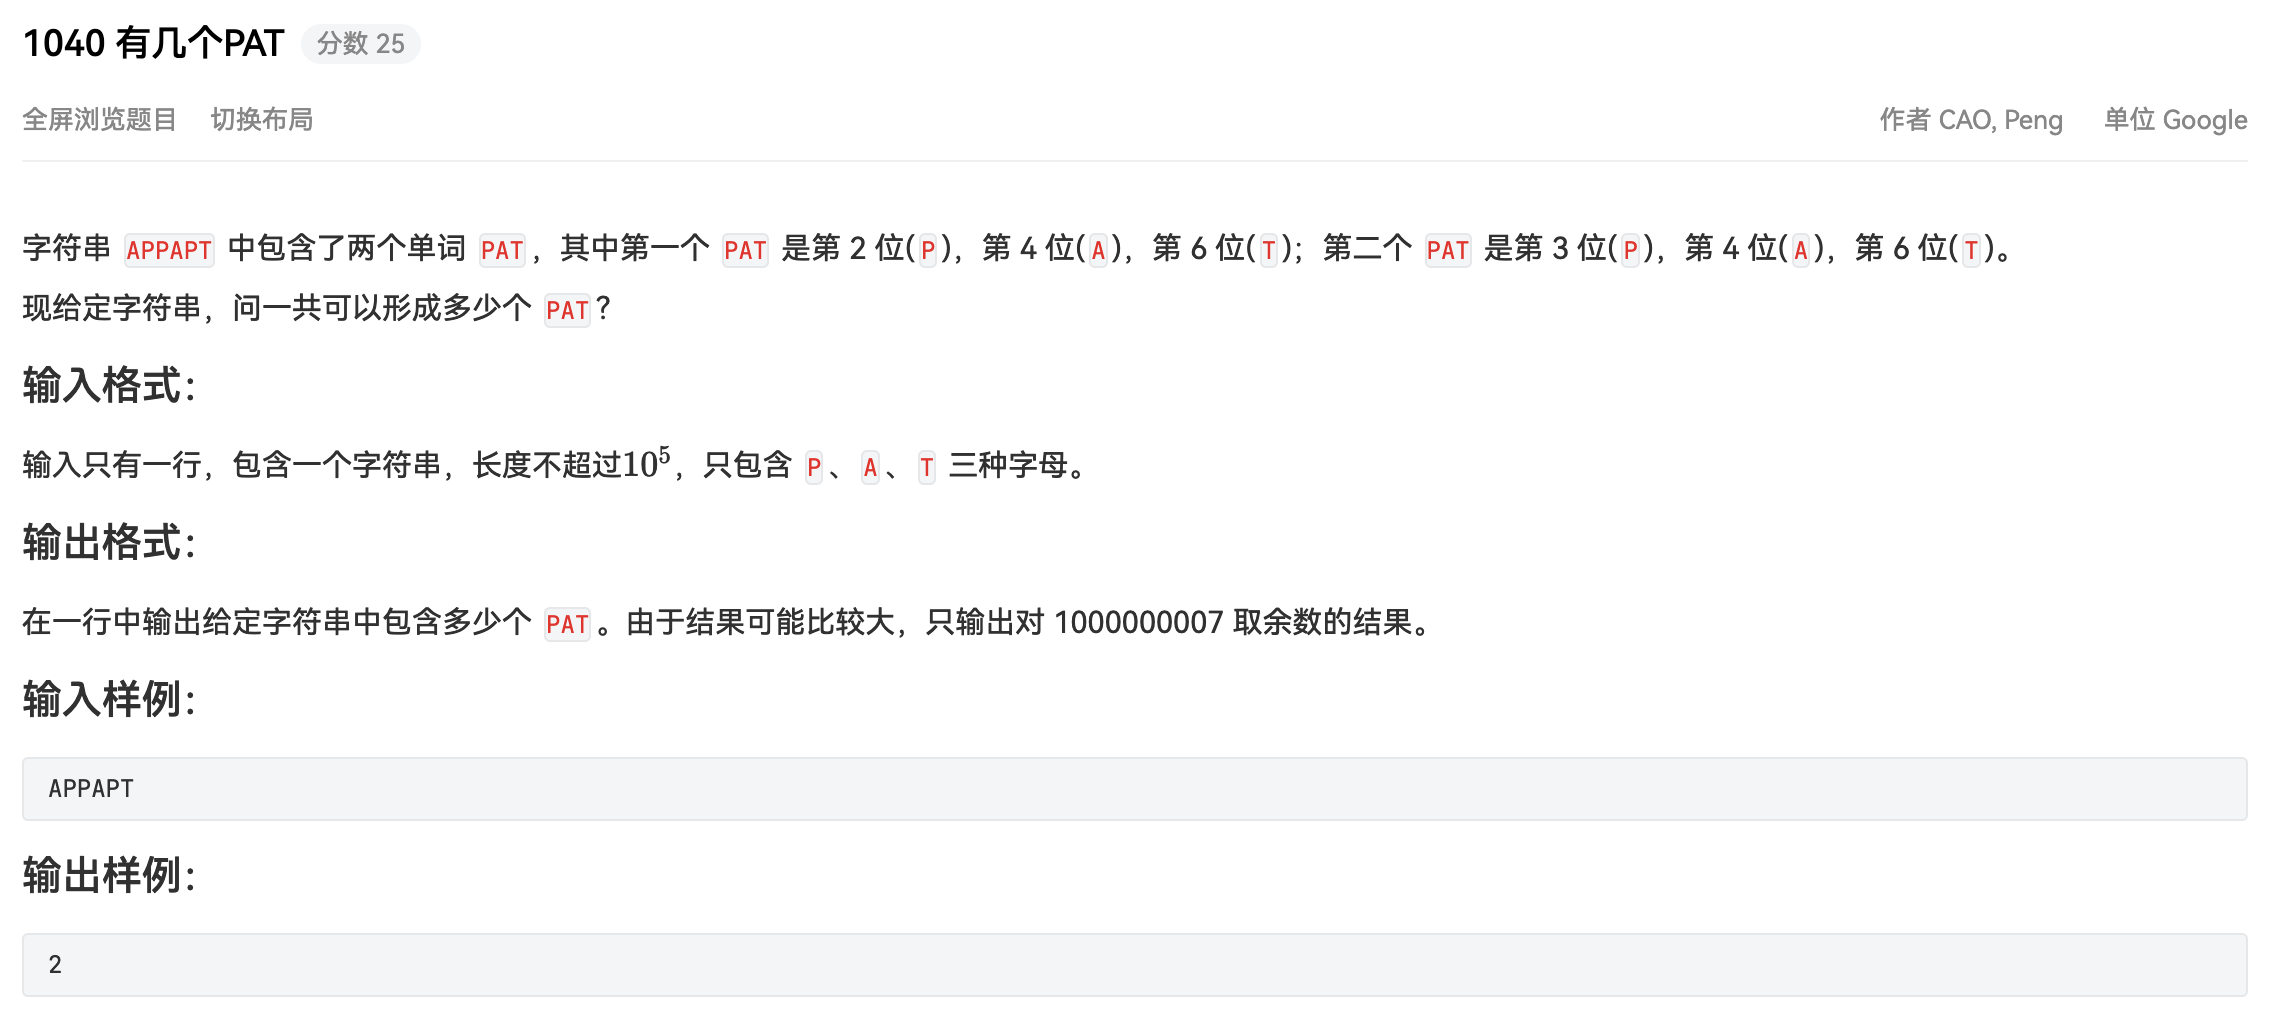 1040 有几个PAT 分数 25
全屏浏览题目 切换布局 作者 CAO, Peng 单位 Google
字符串 APPAPT 中包含了两个单词 PAT，其中第一个 PAT 是第 2 位(P)，第 4 位(A)，第 6 位(T)；第二个 PAT 是第 3 位(P)，第 4 位(A)，第 6 位(T)。
现给定字符串，问一共可以形成多少个 PAT？
输入格式：
输入只有一行，包含一个字符串，长度不超过10⁵，只包含 P、A、T 三种字母。
输出格式：
在一行中输出给定字符串中包含多少个 PAT。由于结果可能比较大，只输出对 1000000007 取余数的结果。
输入样例：
APPAPT
输出样例：
2